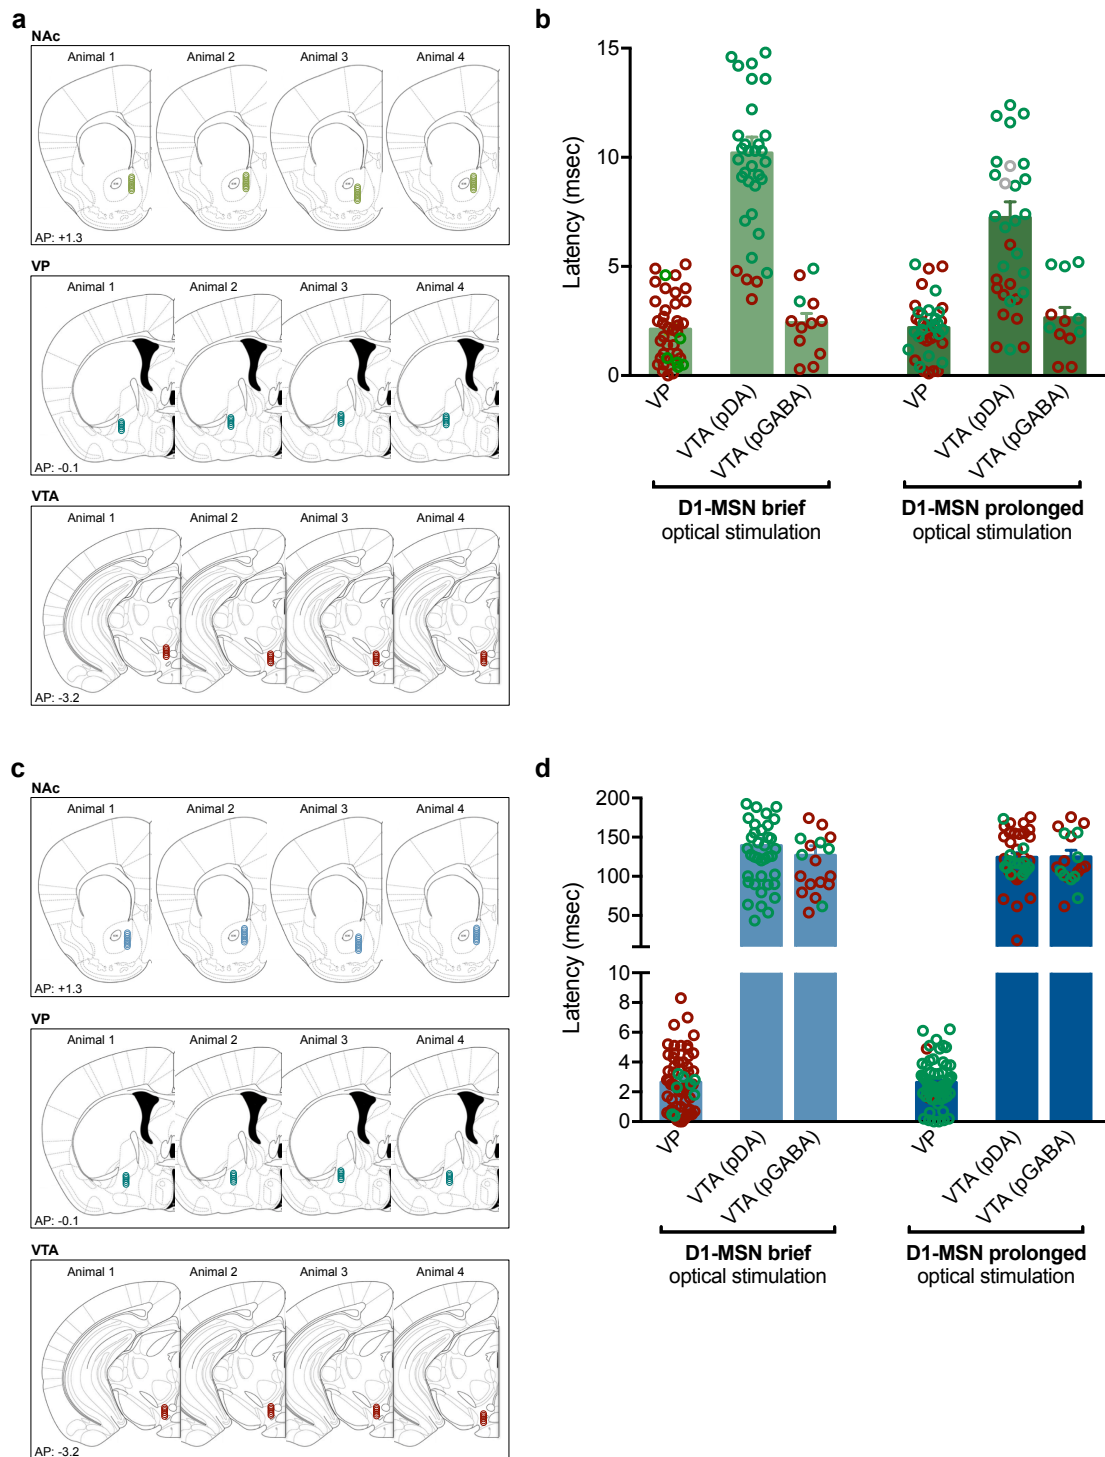 a
NAc
Animal 1 Animal 2 Animal 3 Animal 4
AP: +1.3
VP
Animal 1 Animal 2 Animal 3 Animal 4
AP: -0.1
VTA
Animal 1 Animal 2 Animal 3 Animal 4
AP: -3.2
b
15
10
5
0
Latency (msec)
VP
VTA (pDA)
VTA (pGABA)
VP
VTA (pDA)
VTA (pGABA)
D1-MSN brief
optical stimulation
D1-MSN prolonged
optical stimulation
c
NAc
Animal 1 Animal 2 Animal 3 Animal 4
AP: +1.3
VP
Animal 1 Animal 2 Animal 3 Animal 4
AP: -0.1
VTA
Animal 1 Animal 2 Animal 3 Animal 4
AP: -3.2
d
200
150
100
50
10
8
6
4
2
0
Latency (msec)
VP
VTA (pDA)
VTA (pGABA)
VP
VTA (pDA)
VTA (pGABA)
D1-MSN brief
optical stimulation
D1-MSN prolonged
optical stimulation